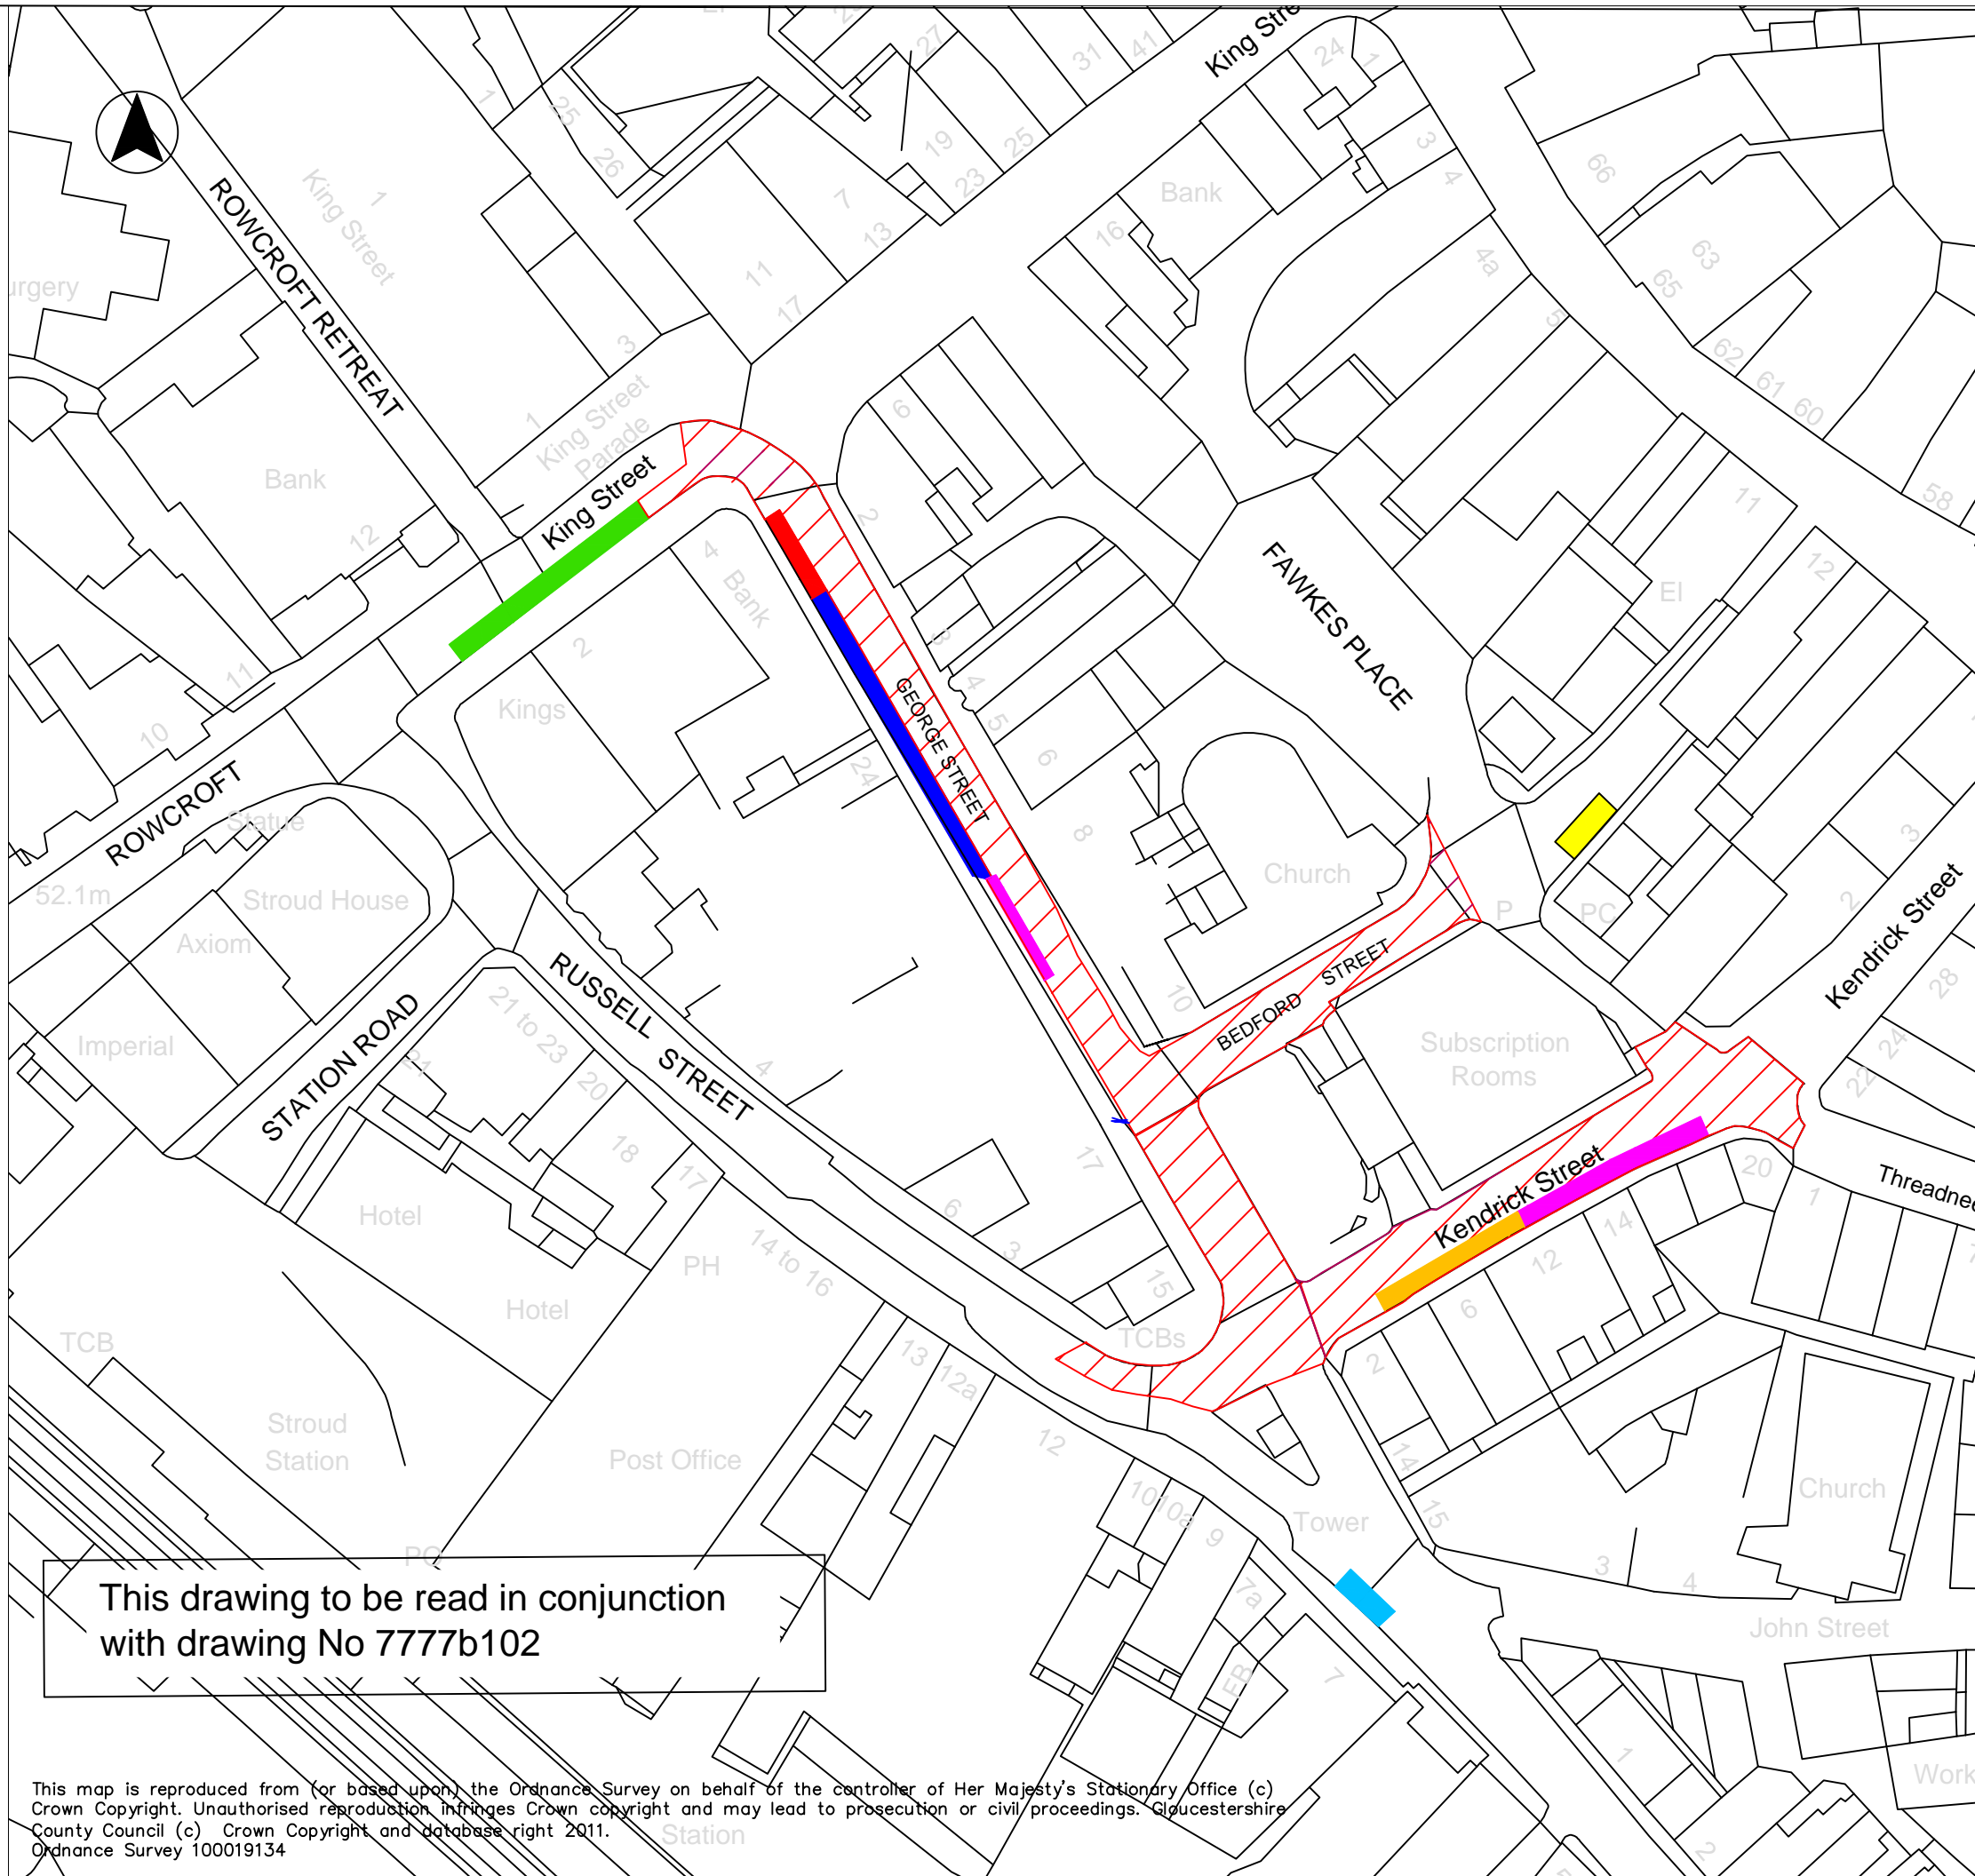 King Stre
27
31
41
24
1
1
25
26
19
25
23
3
4
66
ROWCROFT RETREAT
1
King Street
7
13
Bank
16
4a
63
65
urgery
11
17
5
3
62
61
60
1
King Street
Parade
6
Bank
King Street
58
11
12
2
4
Bank
FAWKES PLACE
EI
12
2
3
11
Kings
GEORGE STREET
4
5
10
6
24
ROWCROFT
Statue
8
3
52.1m
Stroud House
Church
Kendrick Street
2
Axiom
P
PC
RUSSELL STREET
BEDFORD STREET
28
21 to 23
10
STATION ROAD
Imperial
Subscription
Rooms
24
21
20
4
22
18
17
17
Kendrick Street
20
Threadne
1
Hotel
6
14
PH
14 to 16
3
12
15
Hotel
6
TCB
TCBs
13
12a
2
Stroud
Station
12
Post Office
14
Church
10
10a
9
15
Tower
PO
3
4
7a
This drawing to be read in conjunction
with drawing No 7777b102
John Street
EB
7
1
Work
This map is reproduced from (or based upon) the Ordnance Survey on behalf of the controller of Her Majesty's Stationary Office (c)
Crown Copyright. Unauthorised reproduction infringes Crown copyright and may lead to prosecution or civil proceedings. Gloucestershire
County Council (c) Crown Copyright and database right 2011.
Ordnance Survey 100019134
Station
2